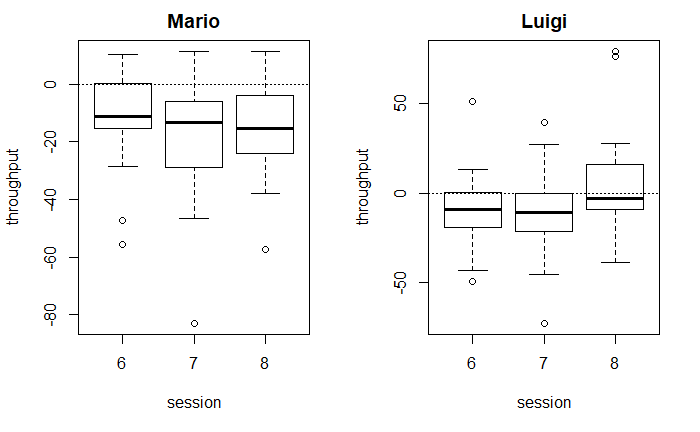 Mario
throughput
0
-20
-40
-60
-80
6 7 8
session
Luigi
throughput
50
0
-50
6 7 8
session